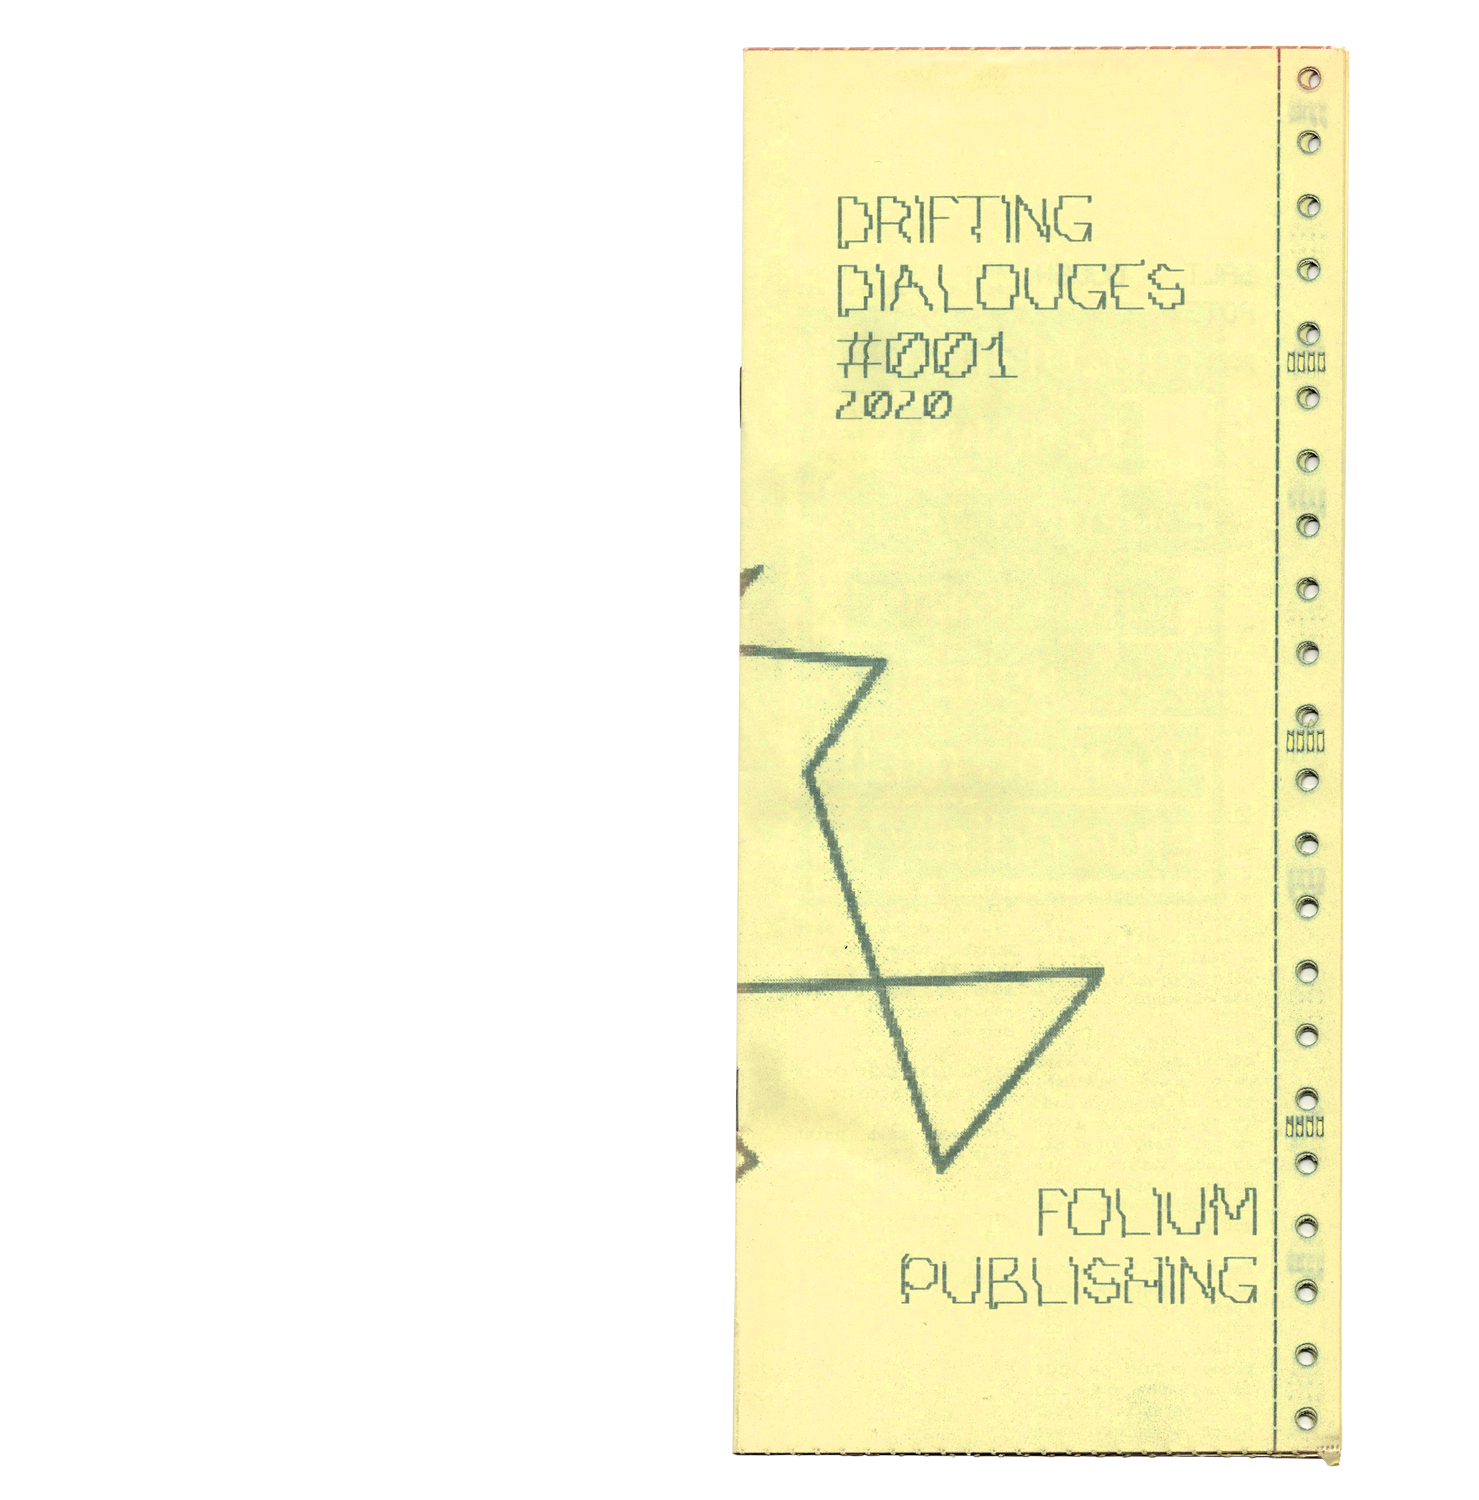 DRIFTING
DIALOUGES
#001
2020
FOLIUM
PUBLISHING